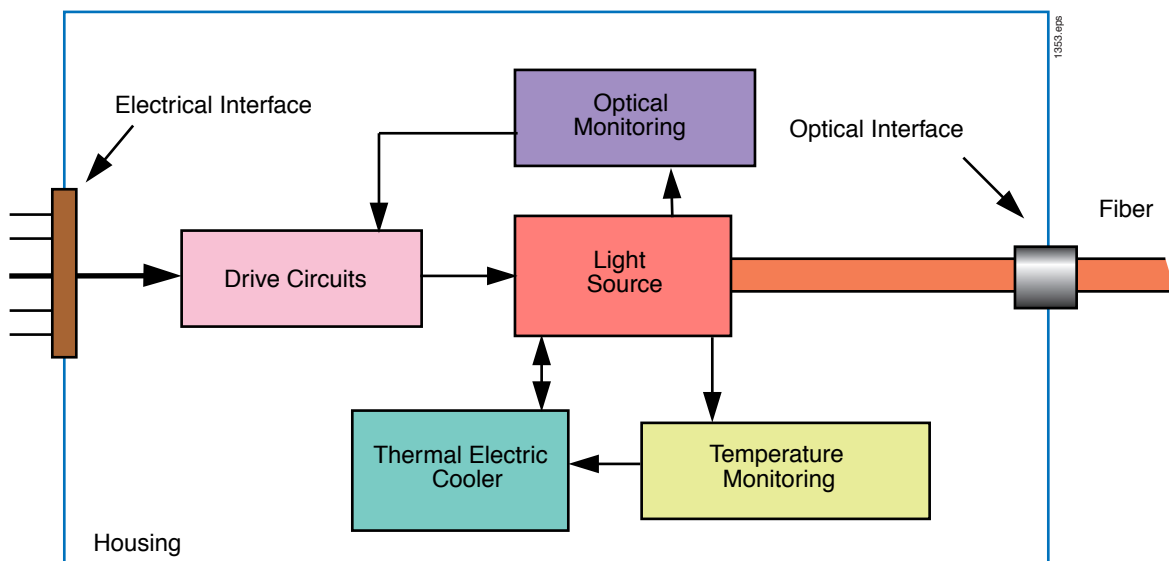 1353.eps
Electrical Interface
Optical
Monitoring
Optical Interface
Fiber
Drive Circuits
Light
Source
Thermal Electric
Cooler
Temperature
Monitoring
Housing